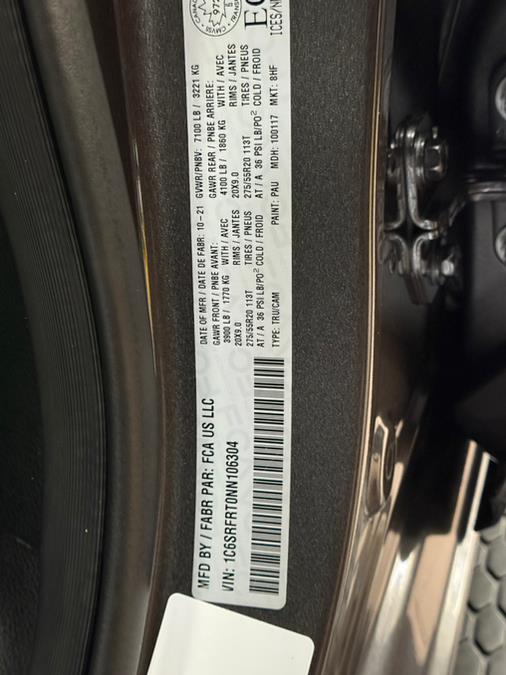 MFD BY / FABR PAR: FCA US LLC
DATE OF MFR / DATE DE FABR: 10-21
GVWR/PNBV: 7100 LB / 3221 KG
GAWR FRONT / PNBE AVANT:
3900 LB / 1770 KG WITH / AVEC
20X9.0 RIMS / JANTES
275/55R20 113T TIRES / PNEUS
AT / A 36 PSI LB/PO² COLD / FROID
GAWR REAR / PNBE ARRIERE:
4100 LB / 1860 KG WITH / AVEC
20X9.0 RIMS / JANTES
275/55R20 113T TIRES / PNEUS
AT / A 36 PSI LB/PO² COLD / FROID
VIN: 1C6SRFRT0NN106304
TYPE: TRU/CAM PAINT: PAU MDH: 100117 MKT: 8HF
CMVSS